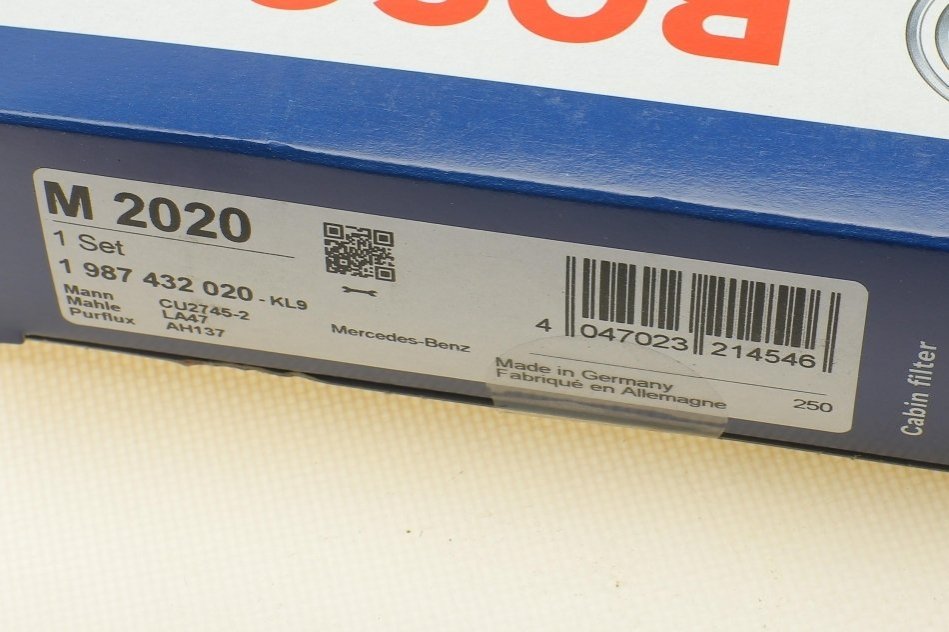 BOSCH
M 2020
1 Set
1 987 432 020 - KL9
Mann CU2745-2
Mahle LA47
Purflux AH137
Mercedes-Benz
4 047023 214546
Made in Germany
Fabriqué en Allemagne
250
Cabin filter